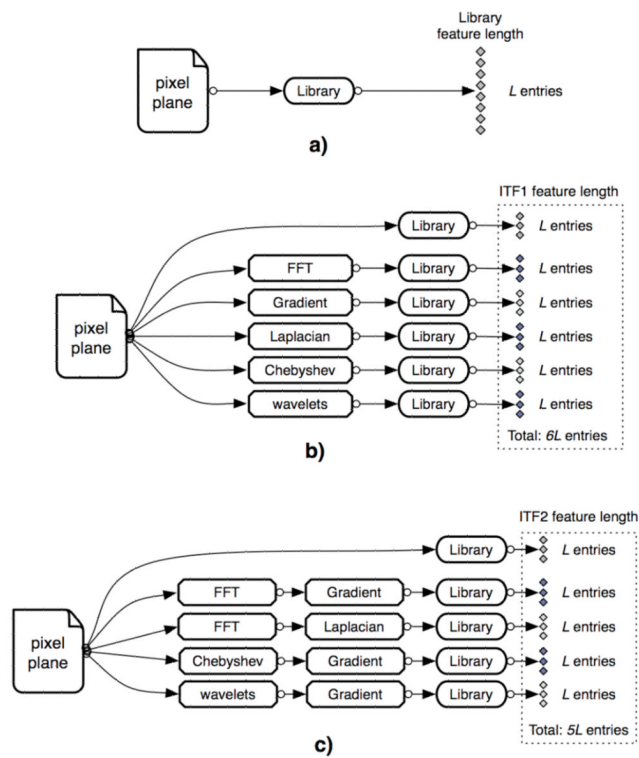 Library
feature length
pixel
plane
Library
L entries
a)
ITF1 feature length
Library
L entries
FFT
Library
L entries
Gradient
Library
L entries
pixel
plane
Laplacian
Library
L entries
Chebyshev
Library
L entries
wavelets
Library
L entries
Total: 6L entries
b)
ITF2 feature length
Library
L entries
FFT
Gradient
Library
L entries
pixel
plane
FFT
Laplacian
Library
L entries
Chebyshev
Gradient
Library
L entries
wavelets
Gradient
Library
L entries
Total: 5L entries
c)